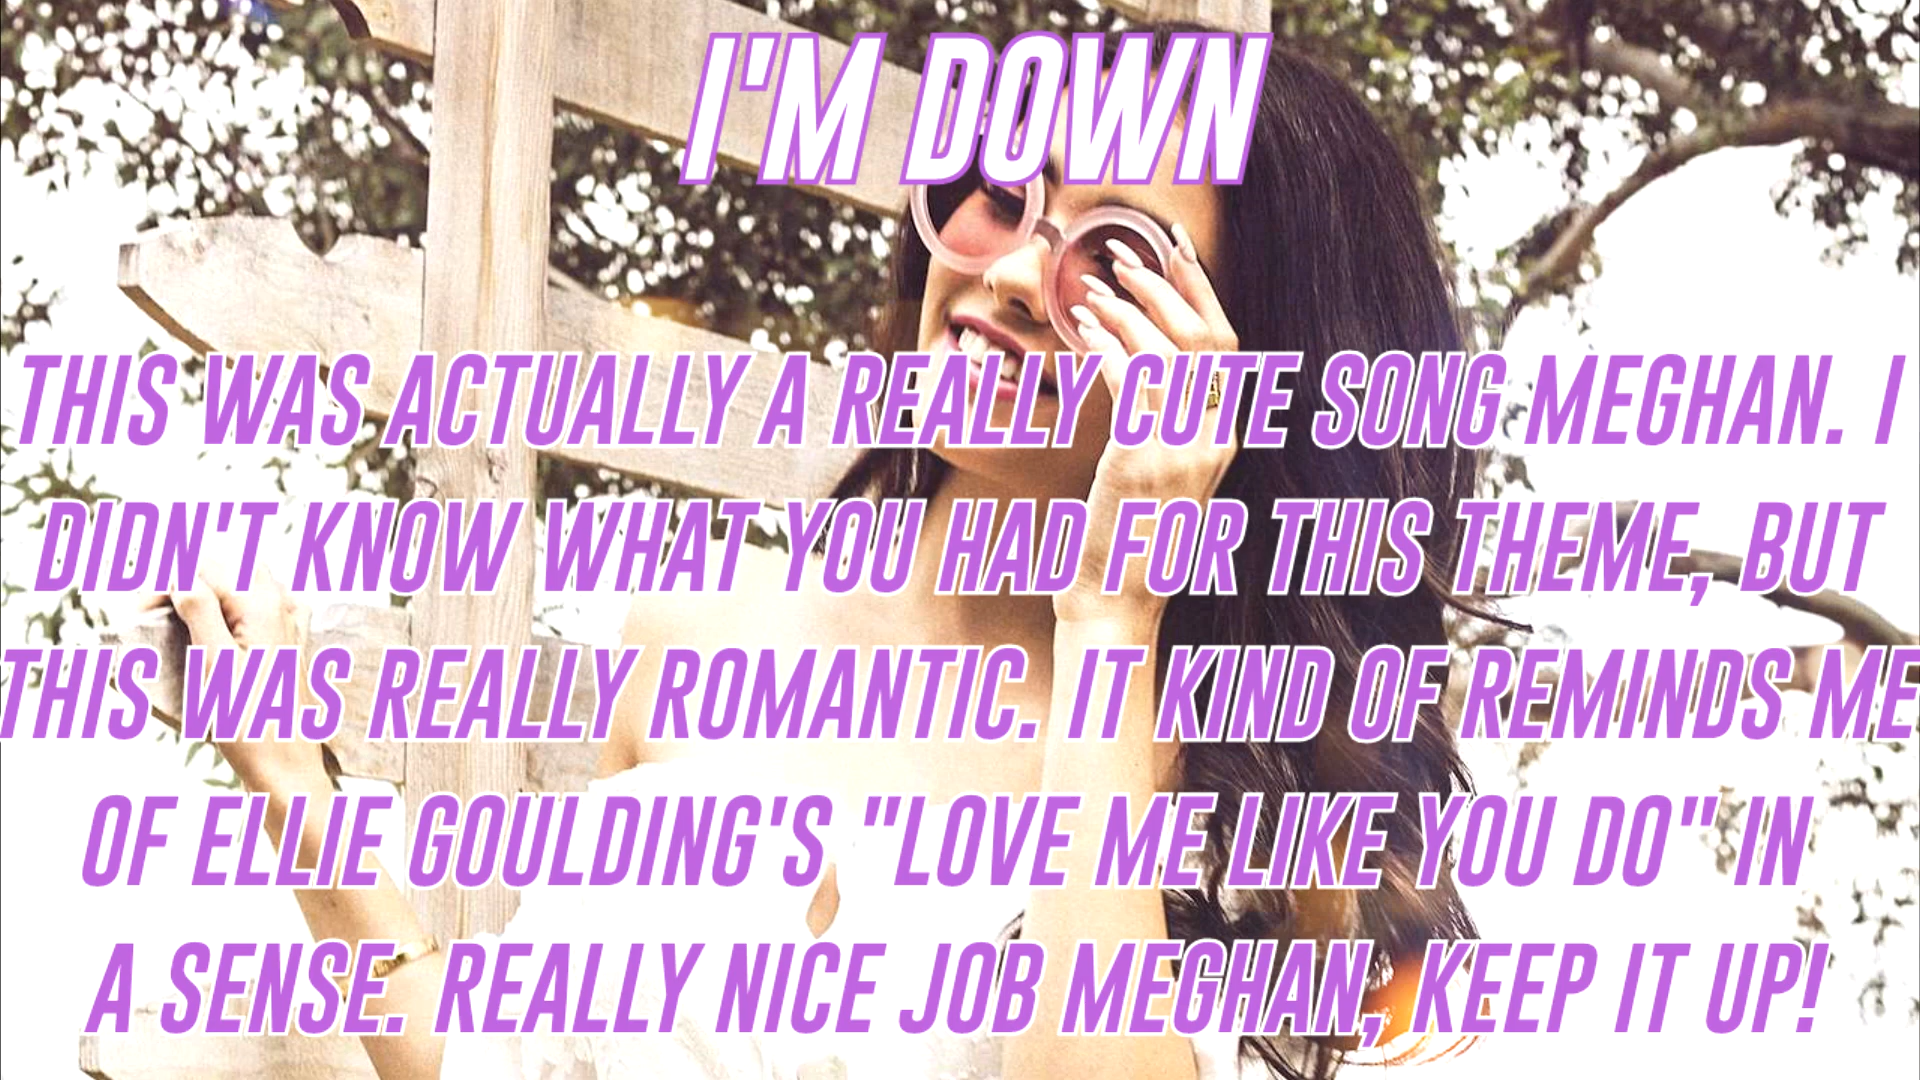 I'M DOWN
THIS WAS ACTUALLY A REALLY CUTE SONG MEGHAN. I
DIDN'T KNOW WHAT YOU HAD FOR THIS THEME, BUT
THIS WAS REALLY ROMANTIC. IT KIND OF REMINDS ME
OF ELLIE GOULDING'S "LOVE ME LIKE YOU DO" IN
A SENSE. REALLY NICE JOB MEGHAN, KEEP IT UP!